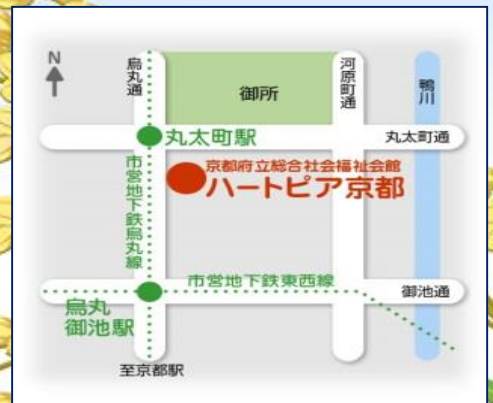 N
烏丸通
御所
河原町通
鴨川
丸太町駅
丸太町通
市営地下鉄烏丸線
京都府立総合社会福祉会館
ハートピア京都
市営地下鉄東西線
御池通
烏丸
御池駅
至京都駅